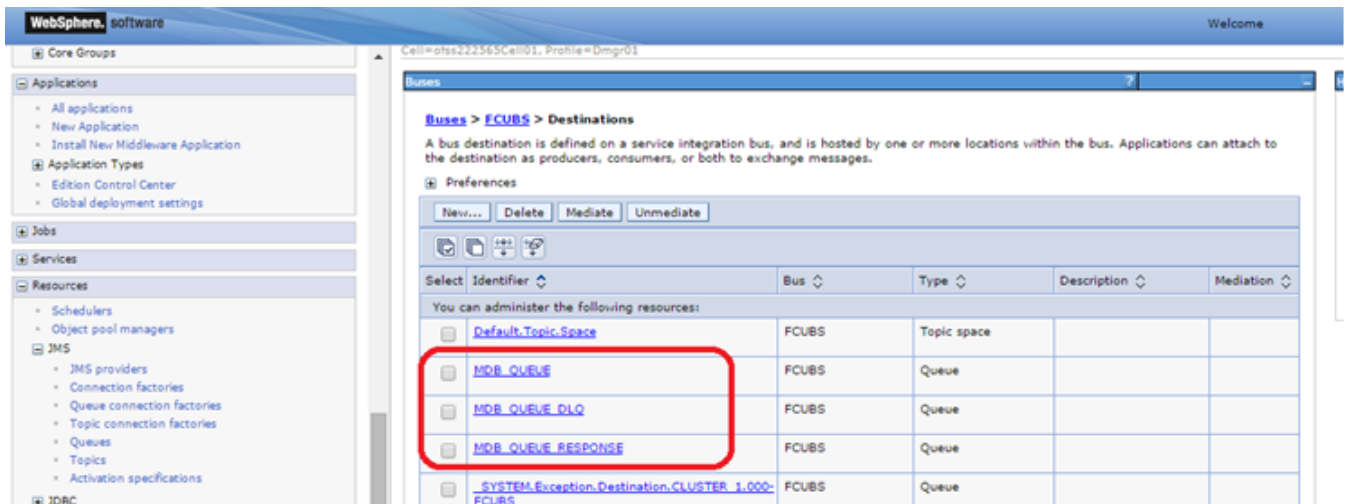 WebSphere. software
Welcome
Core Groups
Applications
All applications
New Application
Install New Middleware Application
Application Types
Edition Control Center
Global deployment settings
Jobs
Services
Resources
Schedulers
Object pool managers
JMS
JMS providers
Connection factories
Queue connection factories
Topic connection factories
Queues
Topics
Activation specifications
JDBC
Cell=ofss222565Cell01, Profile=Dmgr01
Buses ?
Buses > FCUBS > Destinations
A bus destination is defined on a service integration bus, and is hosted by one or more locations within the bus. Applications can attach to
the destination as producers, consumers, or both to exchange messages.
Preferences
New... Delete Mediate Unmediate
Select Identifier Bus Type Description Mediation
You can administer the following resources:
Default.Topic.Space FCUBS Topic space
MDB_QUEUE FCUBS Queue
MDB_QUEUE_DLQ FCUBS Queue
MDB_QUEUE_RESPONSE FCUBS Queue
_SYSTEM.Exception.Destination.CLUSTER_1.000- FCUBS Queue
FCUBS